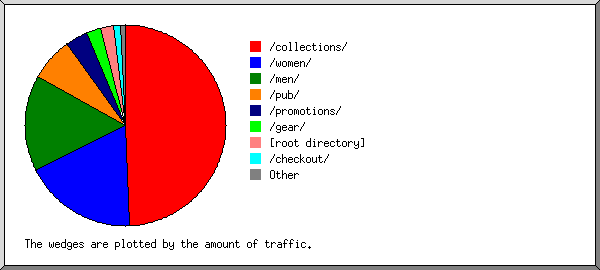 /collections/
/women/
/men/
/pub/
/promotions/
/gear/
[root directory]
/checkout/
Other
The wedges are plotted by the amount of traffic.